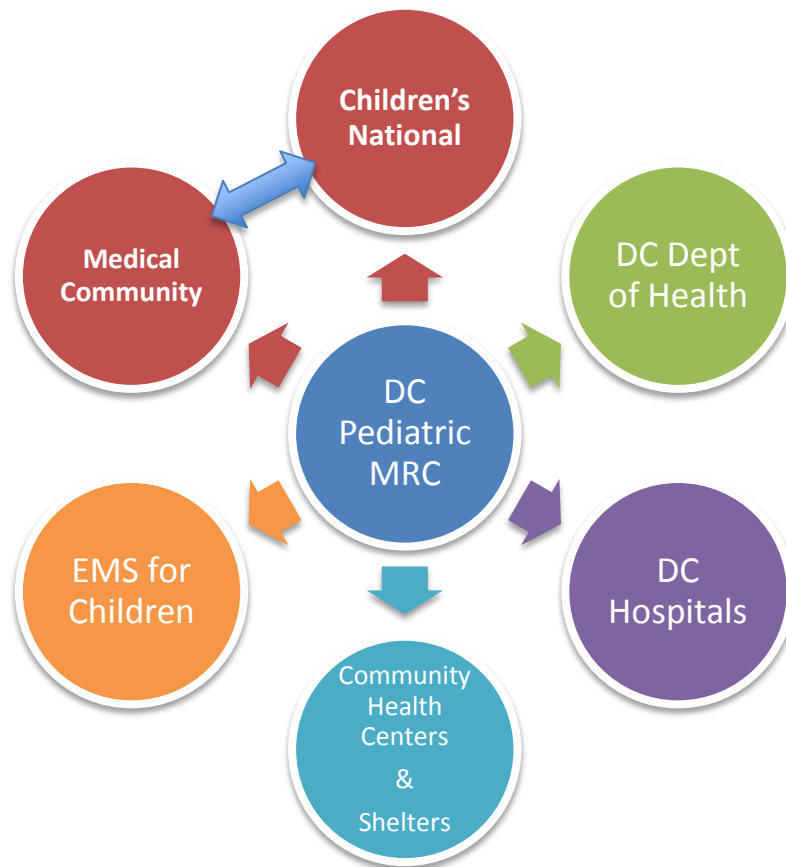 Children’s
National
Medical
Community
DC Dept
of Health
DC
Pediatric
MRC
EMS for
Children
DC
Hospitals
Community
Health
Centers
&
Shelters